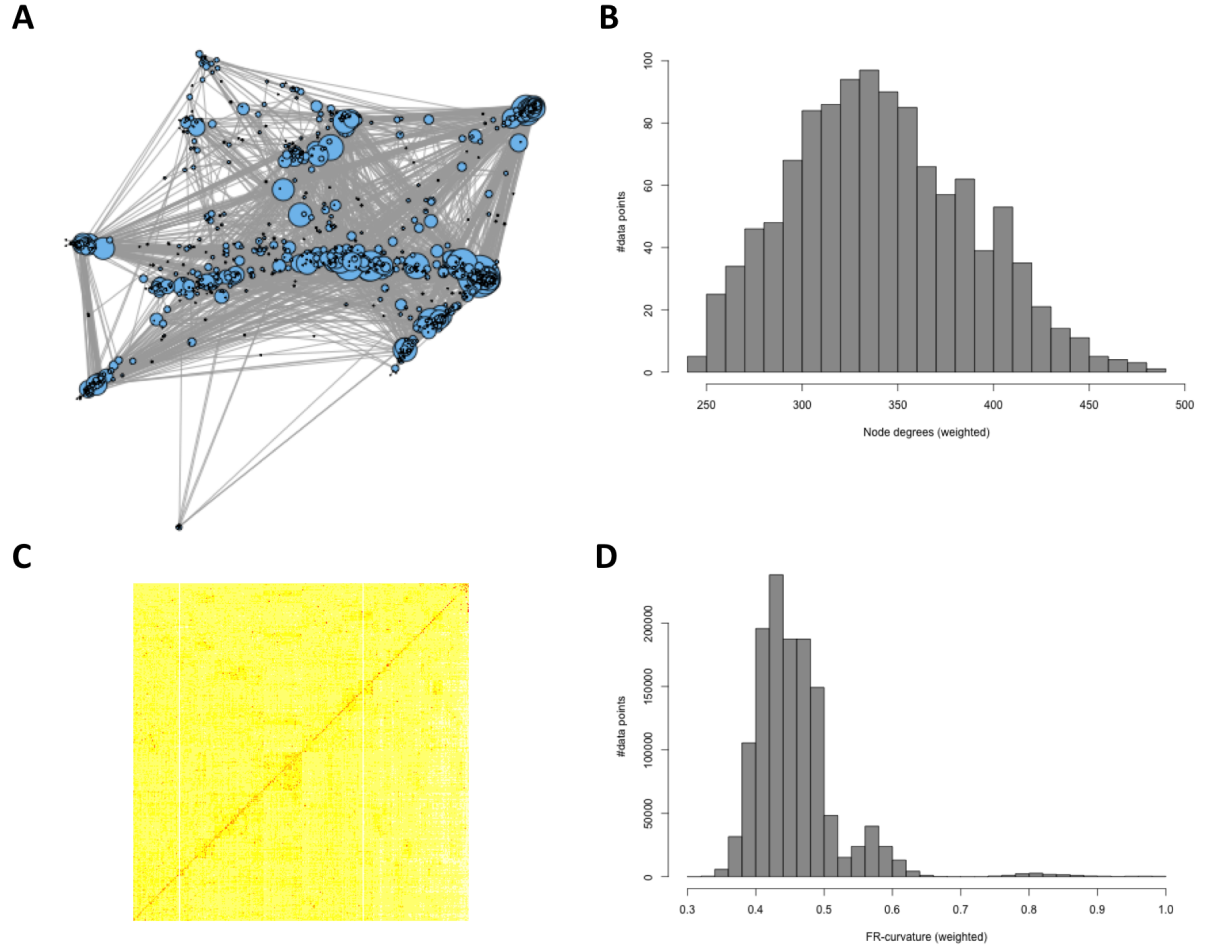 A
B
#data points
100
80
60
40
20
0
250 300 350 400 450 500
Node degrees (weighted)
C
D
#data points
200000
150000
100000
50000
0
0.3 0.4 0.5 0.6 0.7 0.8 0.9 1.0
FR-curvature (weighted)